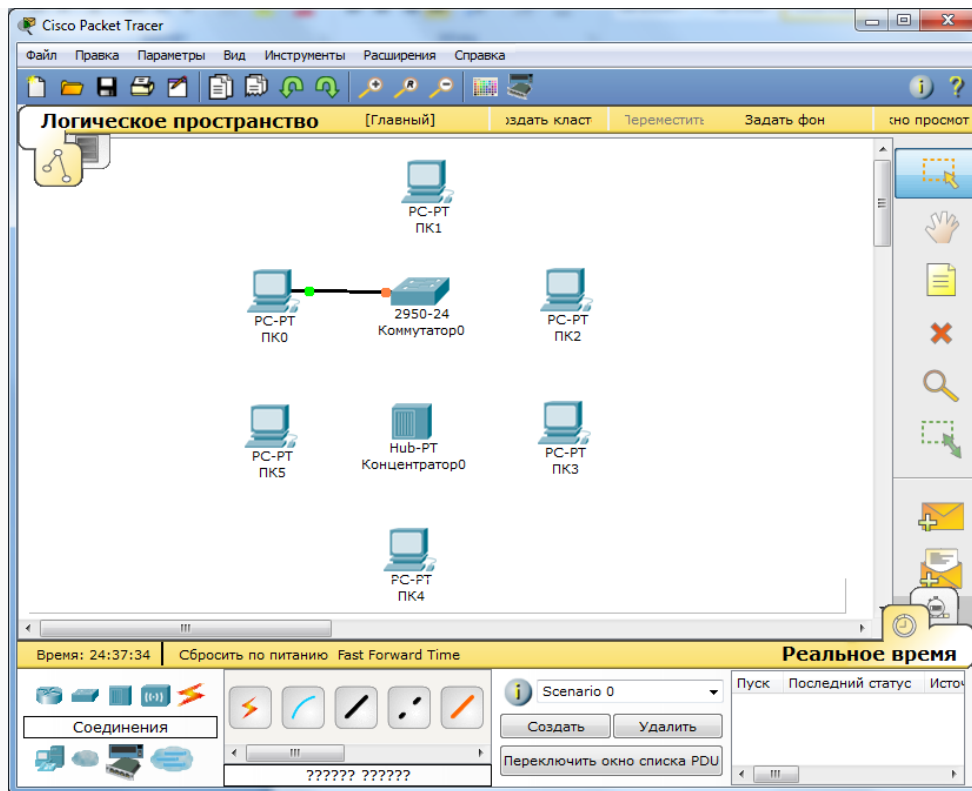 Cisco Packet Tracer
Файл Правка Параметры Вид Инструменты Расширения Справка
Логическое пространство [Главный] оздать класт Переместить Задать фон кно просмот
PC-PT
ПК1
PC-PT
ПК0
2950-24
Коммутатор0
PC-PT
ПК2
PC-PT
ПК5
Hub-PT
Концентратор0
PC-PT
ПК3
PC-PT
ПК4
Время: 24:37:34 Сбросить по питанию Fast Forward Time Реальное время
Соединения
?????? ??????
Scenario 0
Создать Удалить
Переключить окно списка PDU
Пуск Последний статус Источ